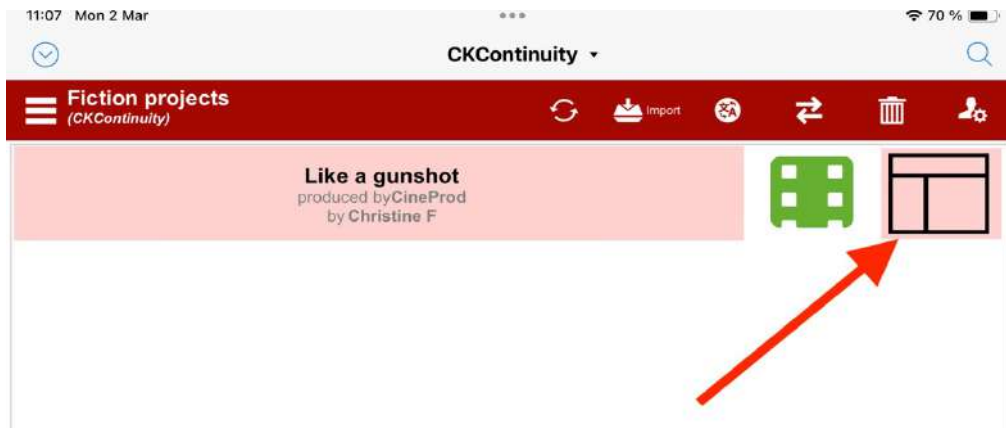 11:07 Mon 2 Mar
70 %
CKContinuity
Fiction projects
(CKContinuity)
Import
Like a gunshot
produced byCineProd
by Christine F